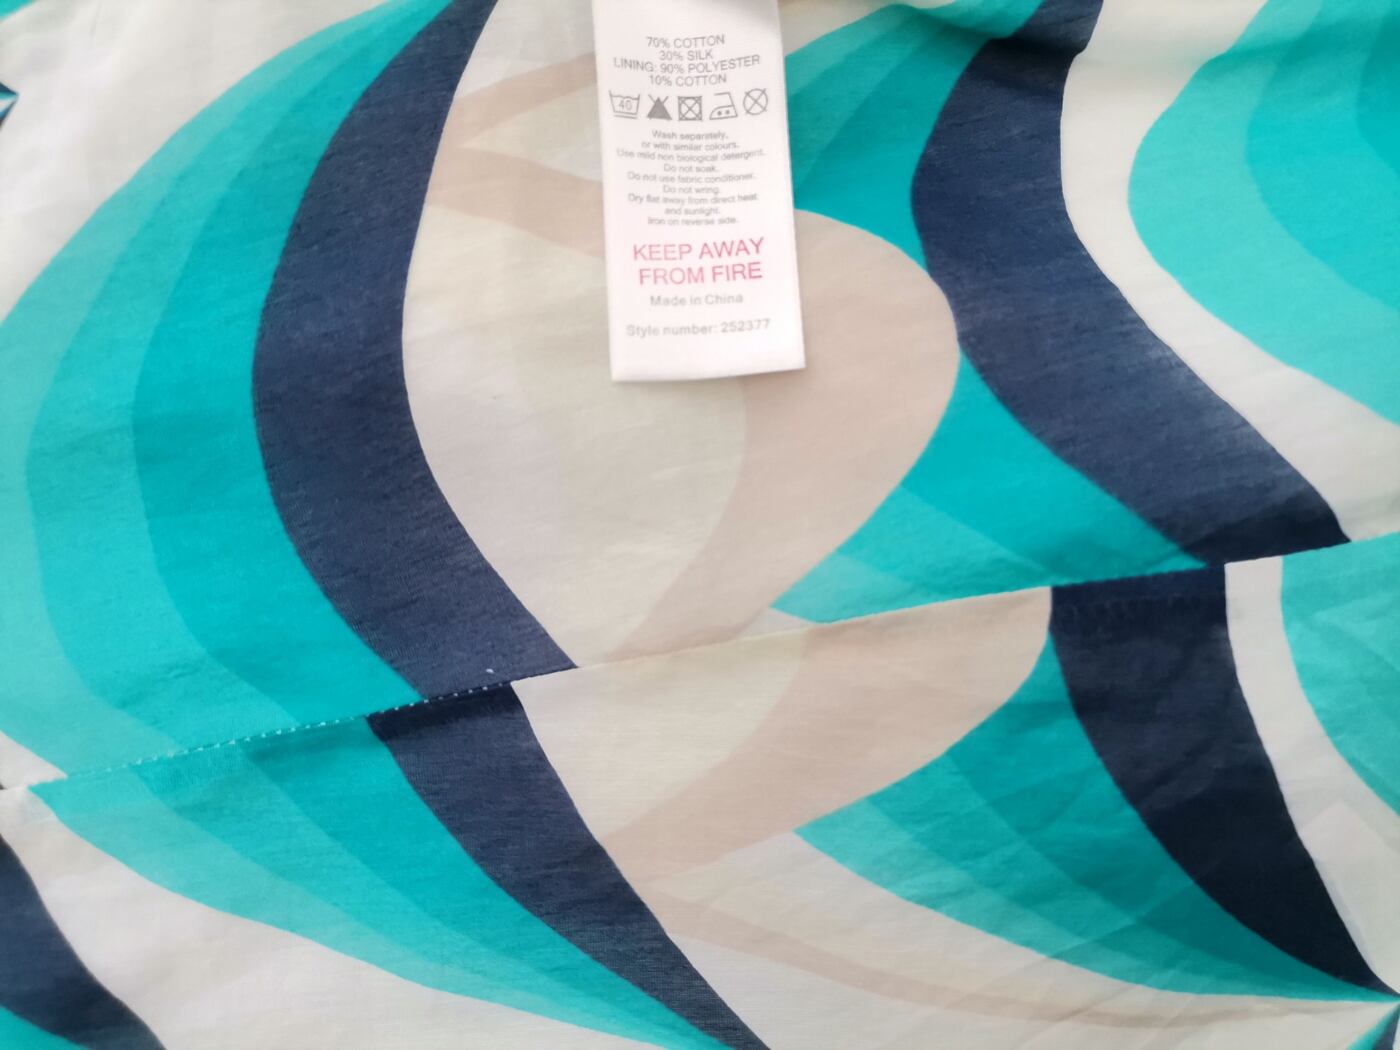 70% COTTON
30% SILK
LINING: 90% POLYESTER
10% COTTON
40
Wash separately,
or with similar colours.
Use mild non biological detergent.
Do not soak.
Do not use fabric conditioner.
Do not wring.
Dry flat away from direct heat
and sunlight.
Iron on reverse side.
KEEP AWAY
FROM FIRE
Made in China
Style number: 252377